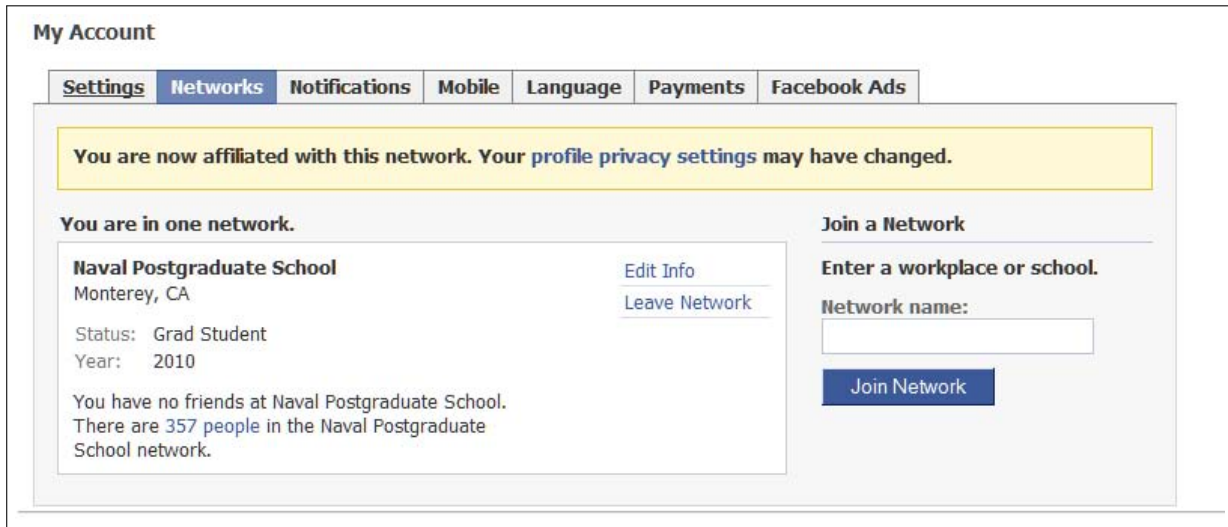 My Account
Settings Networks Notifications Mobile Language Payments Facebook Ads
You are now affiliated with this network. Your profile privacy settings may have changed.
You are in one network.
Naval Postgraduate School
Monterey, CA
Edit Info
Leave Network
Status: Grad Student
Year: 2010
You have no friends at Naval Postgraduate School.
There are 357 people in the Naval Postgraduate
School network.
Join a Network
Enter a workplace or school.
Network name:
Join Network